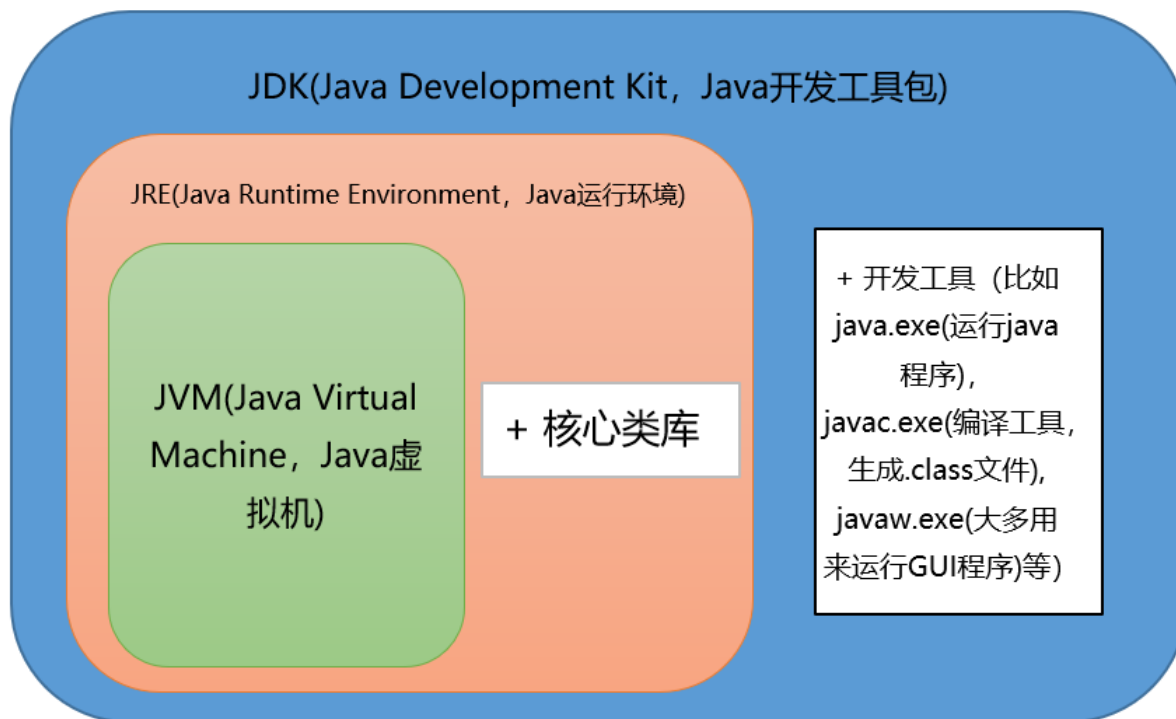 JDK(Java Development Kit，Java开发工具包)
JRE(Java Runtime Environment，Java运行环境)
JVM(Java Virtual
Machine，Java虚
拟机)
+ 核心类库
+ 开发工具（比如
java.exe(运行java
程序)，
javac.exe(编译工具，
生成.class文件),
javaw.exe(大多用
来运行GUI程序)等）